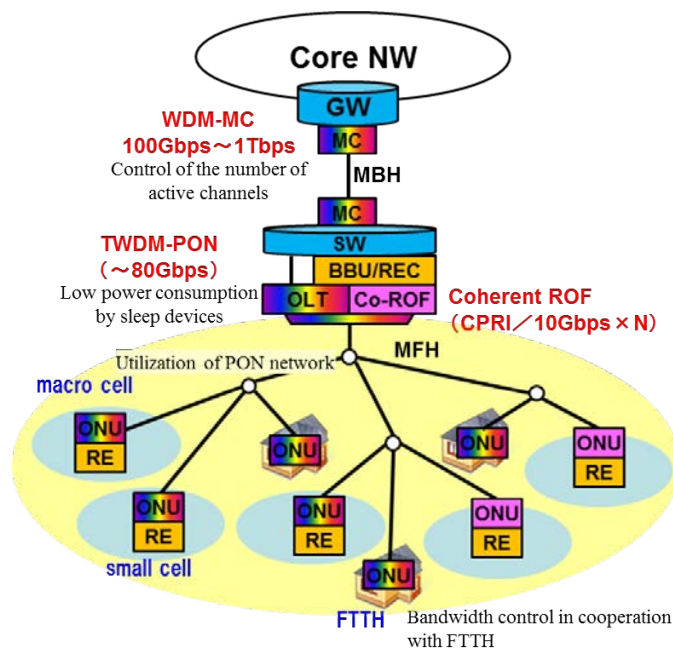 Core NW
GW
WDM-MC
100Gbps～1Tbps
Control of the number of
active channels
MC
MBH
MC
SW
TWDM-PON
（～80Gbps）
Low power consumption
by sleep devices
BBU/REC
OLT
Co-ROF
Coherent ROF
（CPRI／10Gbps×N）
MFH
Utilization of PON network
macro cell
ONU
RE
ONU
ONU
ONU
RE
ONU
RE
small cell
ONU
RE
ONU
RE
ONU
FTTH
Bandwidth control in cooperation
with FTTH